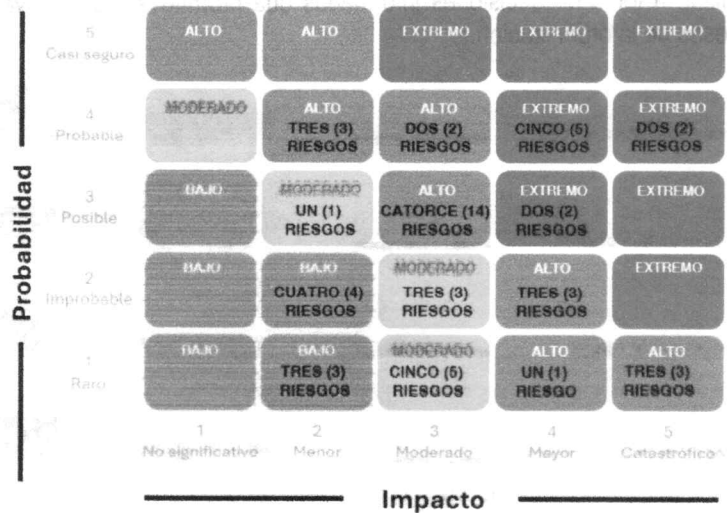 5
Casi seguro
ALTO
ALTO
EXTREMO
EXTREMO
EXTREMO
4
Probable
MODERADO
ALTO
TRES (3)
RIESGOS
ALTO
DOS (2)
RIESGOS
EXTREMO
CINCO (5)
RIESGOS
EXTREMO
DOS (2)
RIESGOS
3
Posible
BAJO
MODERADO
UN (1)
RIESGOS
ALTO
CATORCE (14)
RIESGOS
EXTREMO
DOS (2)
RIESGOS
EXTREMO
2
Improbable
BAJO
BAJO
CUATRO (4)
RIESGOS
MODERADO
TRES (3)
RIESGOS
ALTO
TRES (3)
RIESGOS
EXTREMO
1
Raro
BAJO
BAJO
TRES (3)
RIESGOS
MODERADO
CINCO (5)
RIESGOS
ALTO
UN (1)
RIESGO
ALTO
TRES (3)
RIESGOS
1
2
3
4
5
No significativo
Menor
Moderado
Mayor
Catastrófico
Probabilidad
Impacto